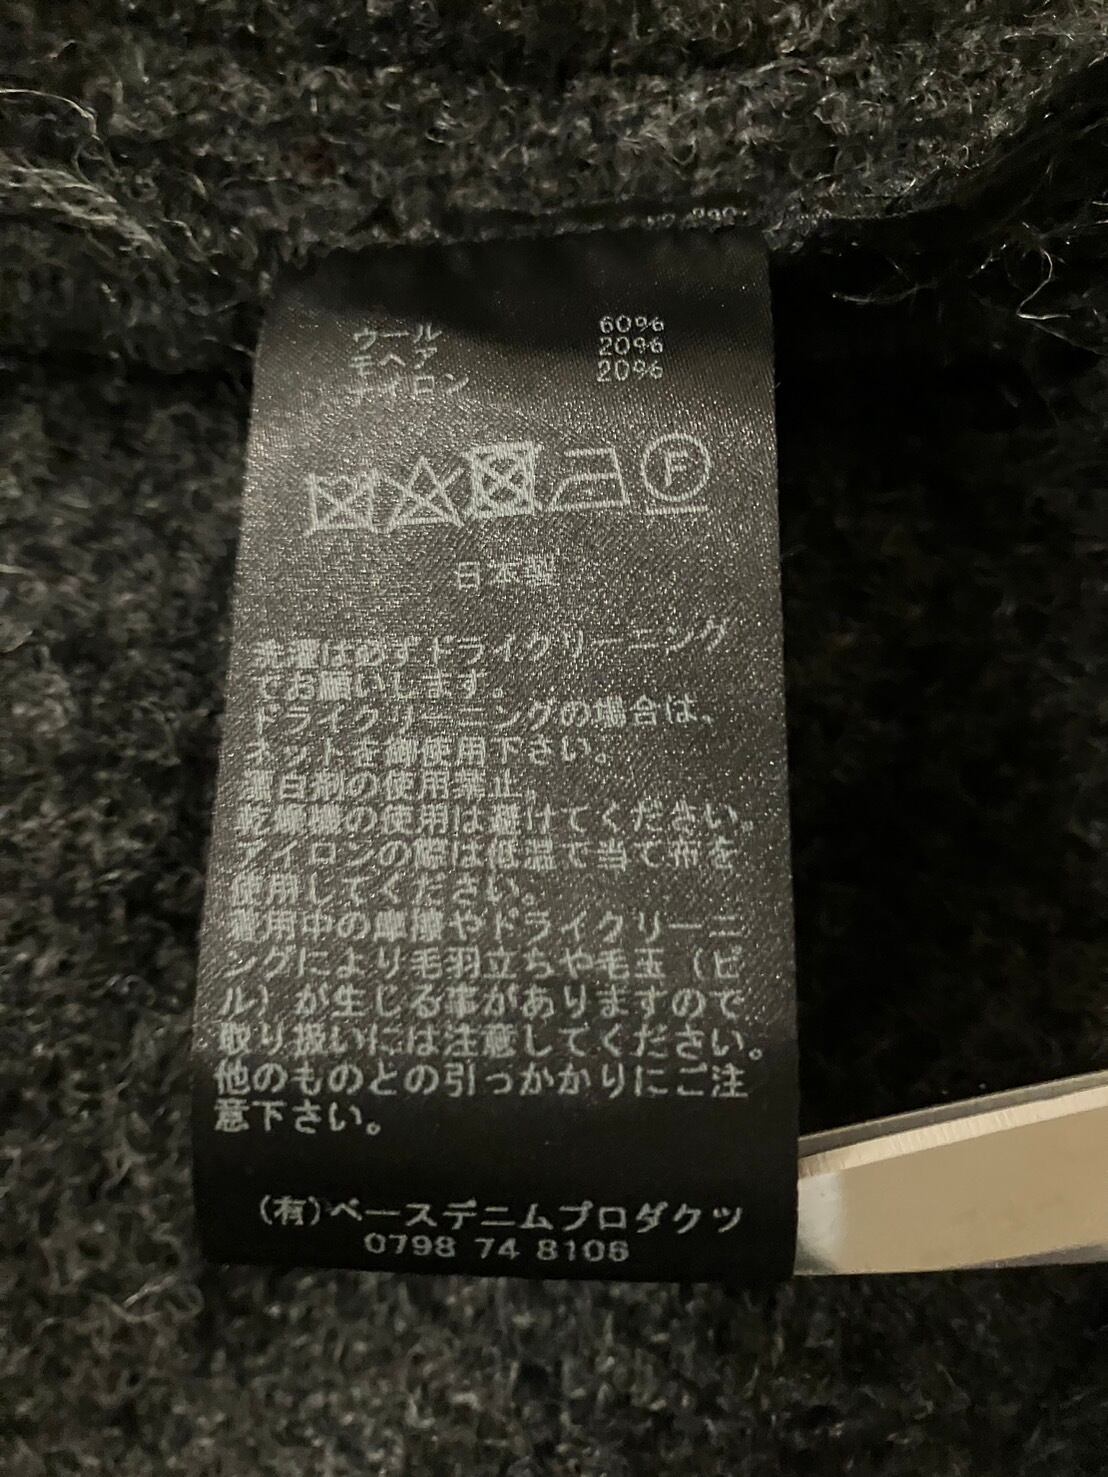 ウール 60%
モヘア 20%
ナイロン 20%
F
日本製
洗濯は必ずドライクリーニング
でお願いします。
ドライクリーニングの場合は、
ネットを御使用下さい。
漂白剤の使用禁止。
乾燥機の使用は避けてください。
アイロンの際は低温で当て布を
使用してください。
着用中の摩擦やドライクリーニ
ングにより毛羽立ちや毛玉(ピ
ル)が生じる事がありますので
取り扱いには注意してください。
他のものとの引っかかりにご注
意下さい。
(有)ベースデニムプロダクツ
0798 74 8106